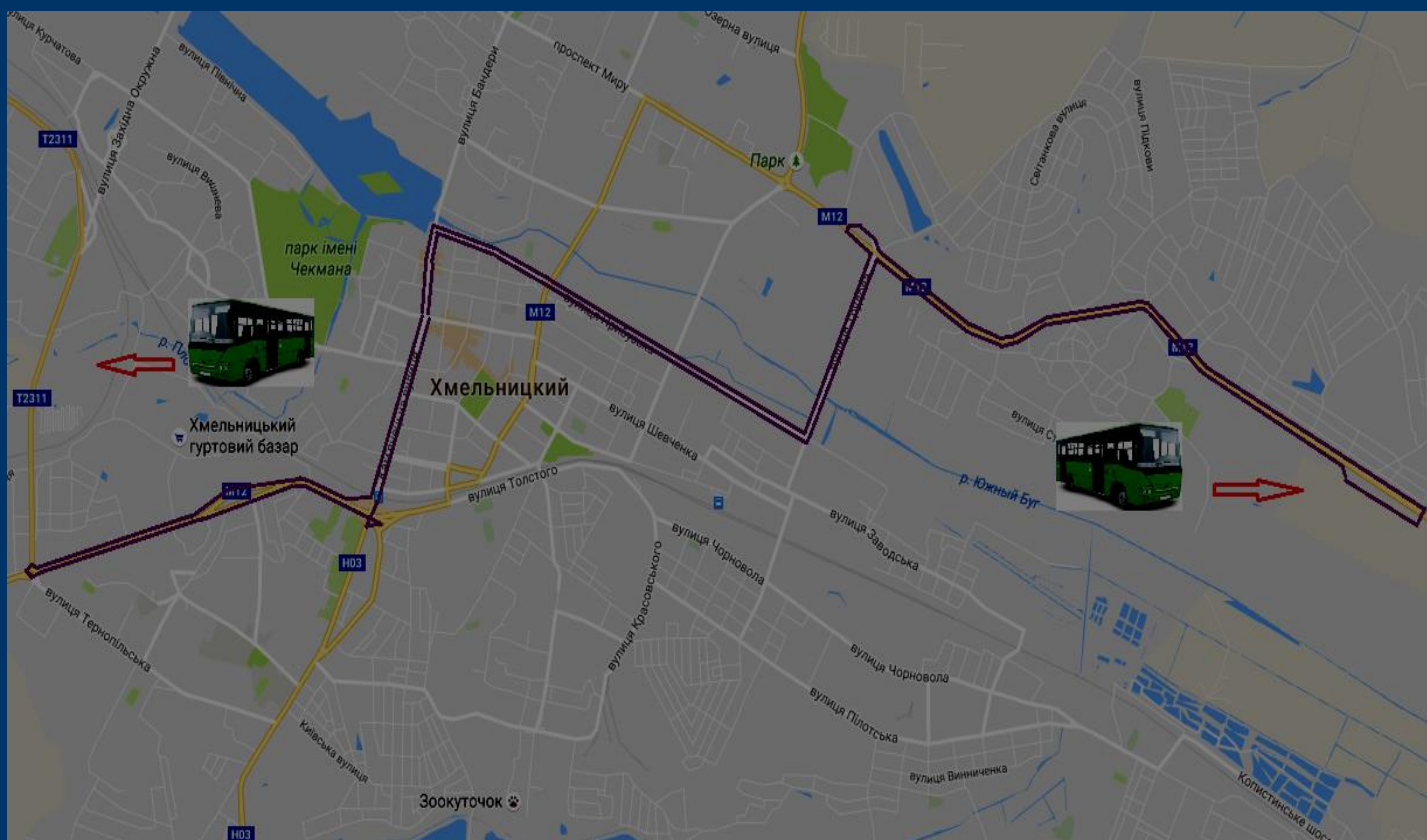 вулиця Курчатова
вулиця Західна Окружна
вулиця Північна
вулиця Бандери
проспект Миру
Озерна вулиця
T2311
вулиця Вишнева
Парк
Світанкова вулиця
вулиця Підкови
M12
парк імені
Чекмана
M12
M12
Хмельницкий
M12
T2311
Хмельницький
гуртовий базар
вулиця Шевченка
M12
вулиця Толстого
р. Южный Буг
H03
вулиця Чорновола
вулиця Заводська
вулиця Красовського
вулиця Тернопільська
вулиця Чорновола
вулиця Пілотська
Київська вулиця
вулиця Винниченка
Зоокуточок
Копистинське
H03